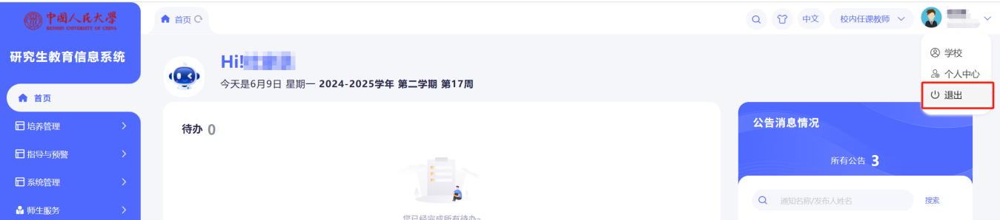 中国人民大学
RENMIN UNIVERSITY OF CHINA
首页
中文
校内任课教师
研究生教育信息系统
学校
个人中心
退出
Hi!
今天是6月9日 星期一 2024-2025学年 第二学期 第17周
首页
培养管理
指导与预警
系统管理
师生服务
待办 0
您已经完成所有待办~
公告消息情况
所有公告 3
通知名称/发布人姓名
搜索